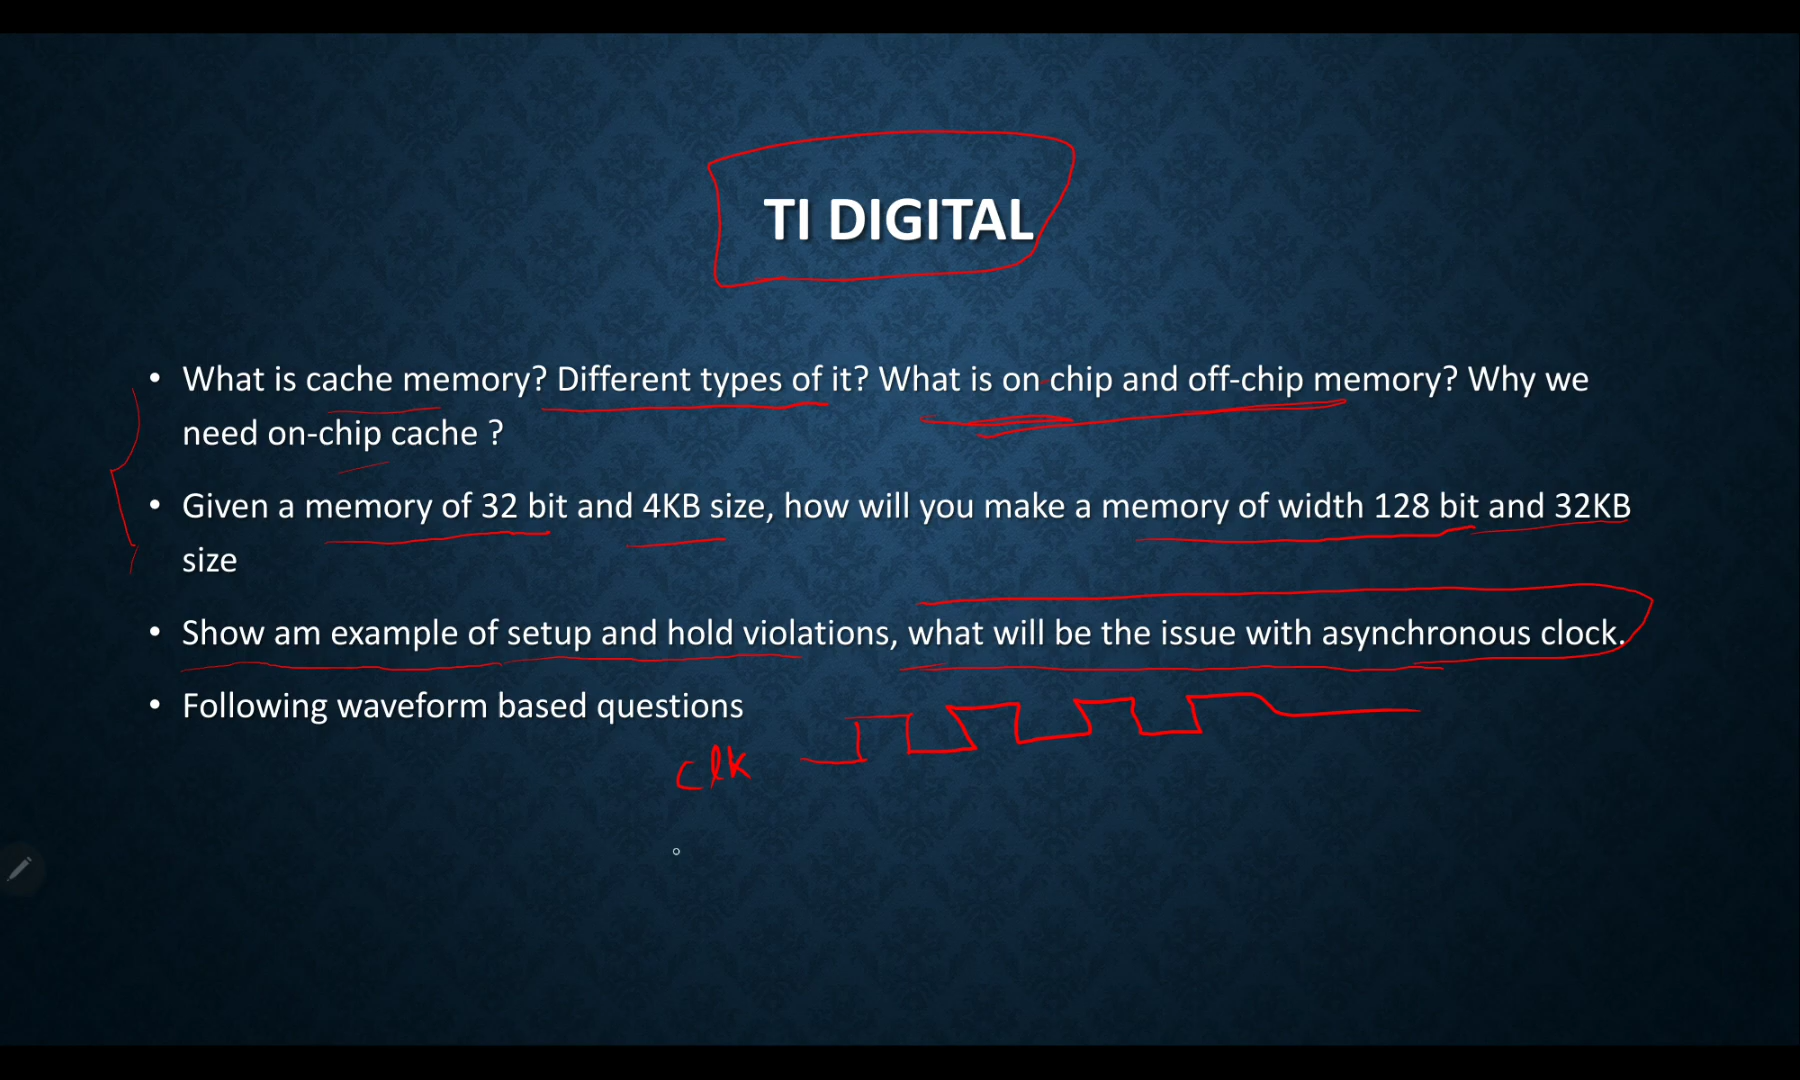 TI DIGITAL
• What is cache memory? Different types of it? What is on-chip and off-chip memory? Why we
need on-chip cache ?
• Given a memory of 32 bit and 4KB size, how will you make a memory of width 128 bit and 32KB
size
• Show am example of setup and hold violations, what will be the issue with asynchronous clock.
• Following waveform based questions
clk